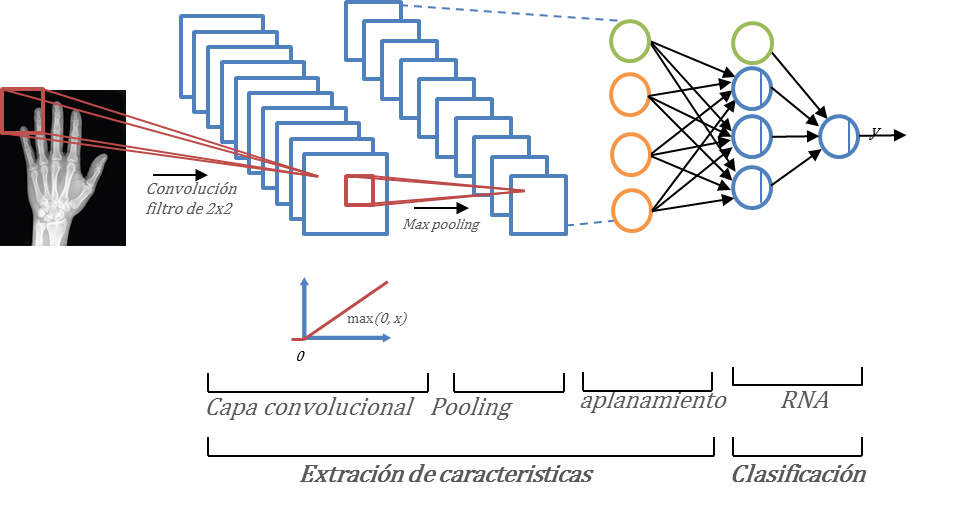 y
Convolución
filtro de 2x2
Max pooling
max(0, x)
0
Capa convolucional
Pooling
aplanamiento
RNA
Extración de caracteristicas
Clasificación